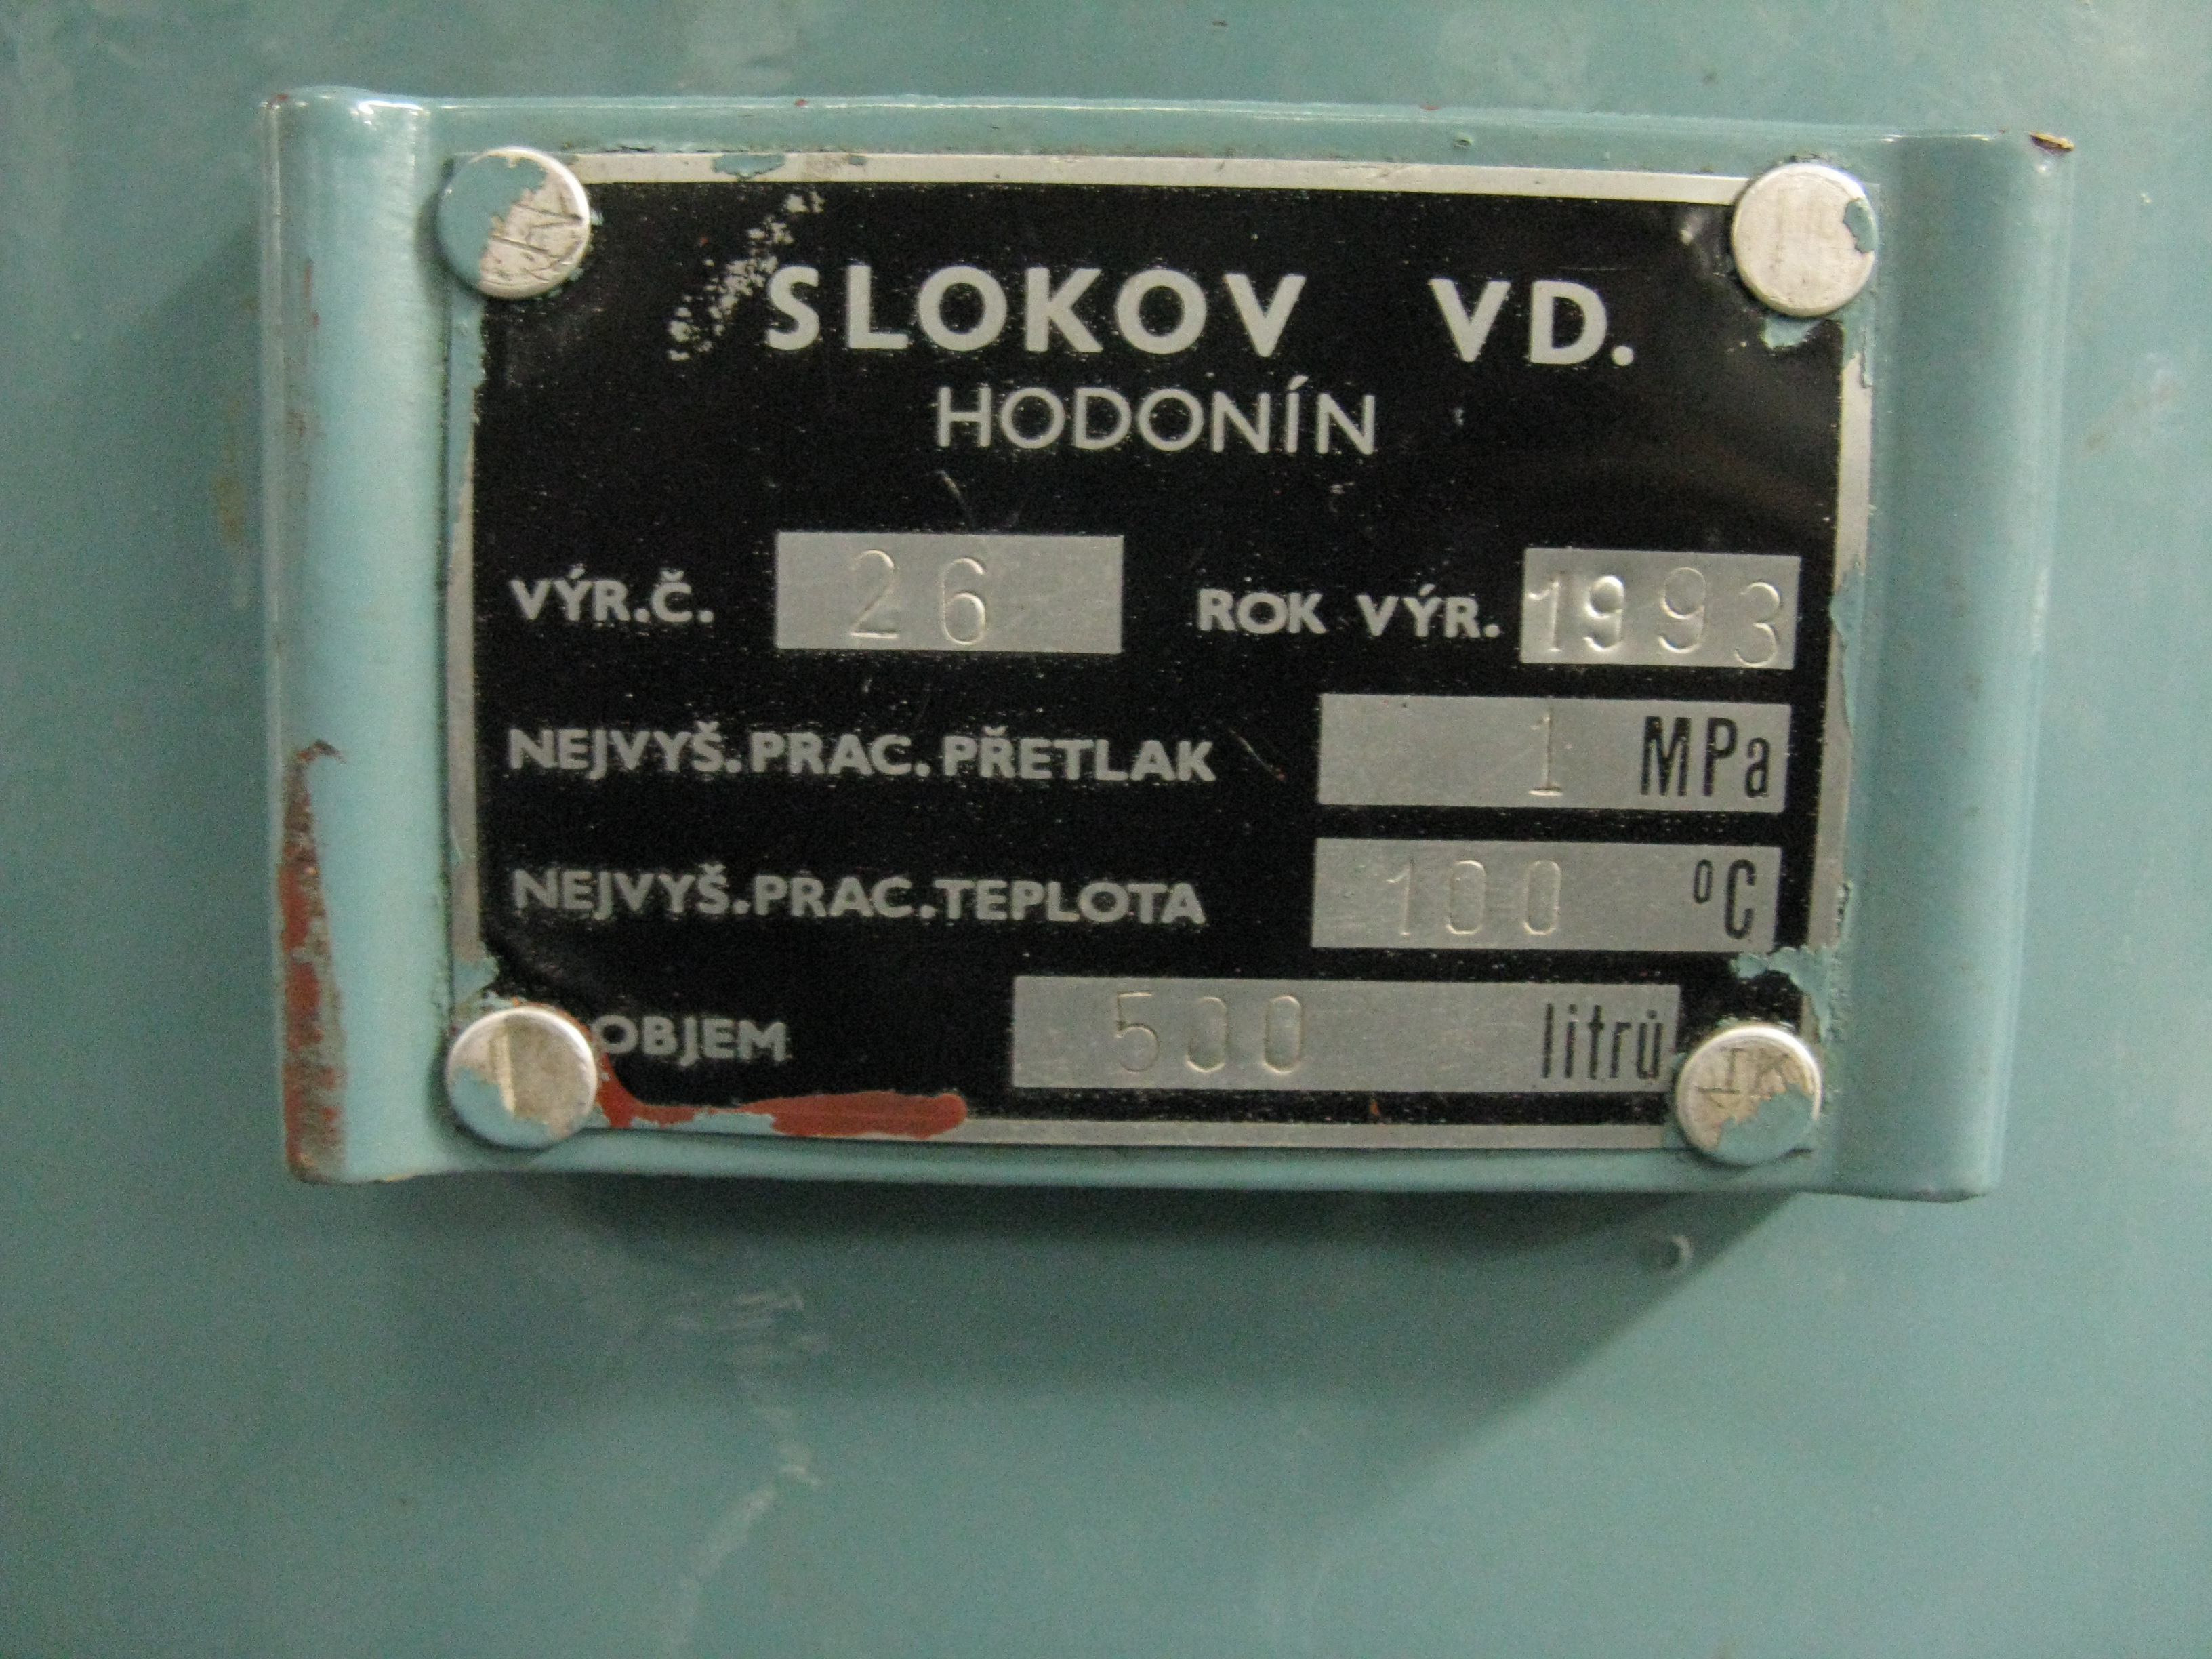 SLOKOV VD.
HODONÍN
VÝR.Č. 26 ROK VÝR. 1993
NEJVYŠ.PRAC.PŘETLAK 1 MPa
NEJVYŠ.PRAC.TEPLOTA 100 °C
OBJEM 500 litrů